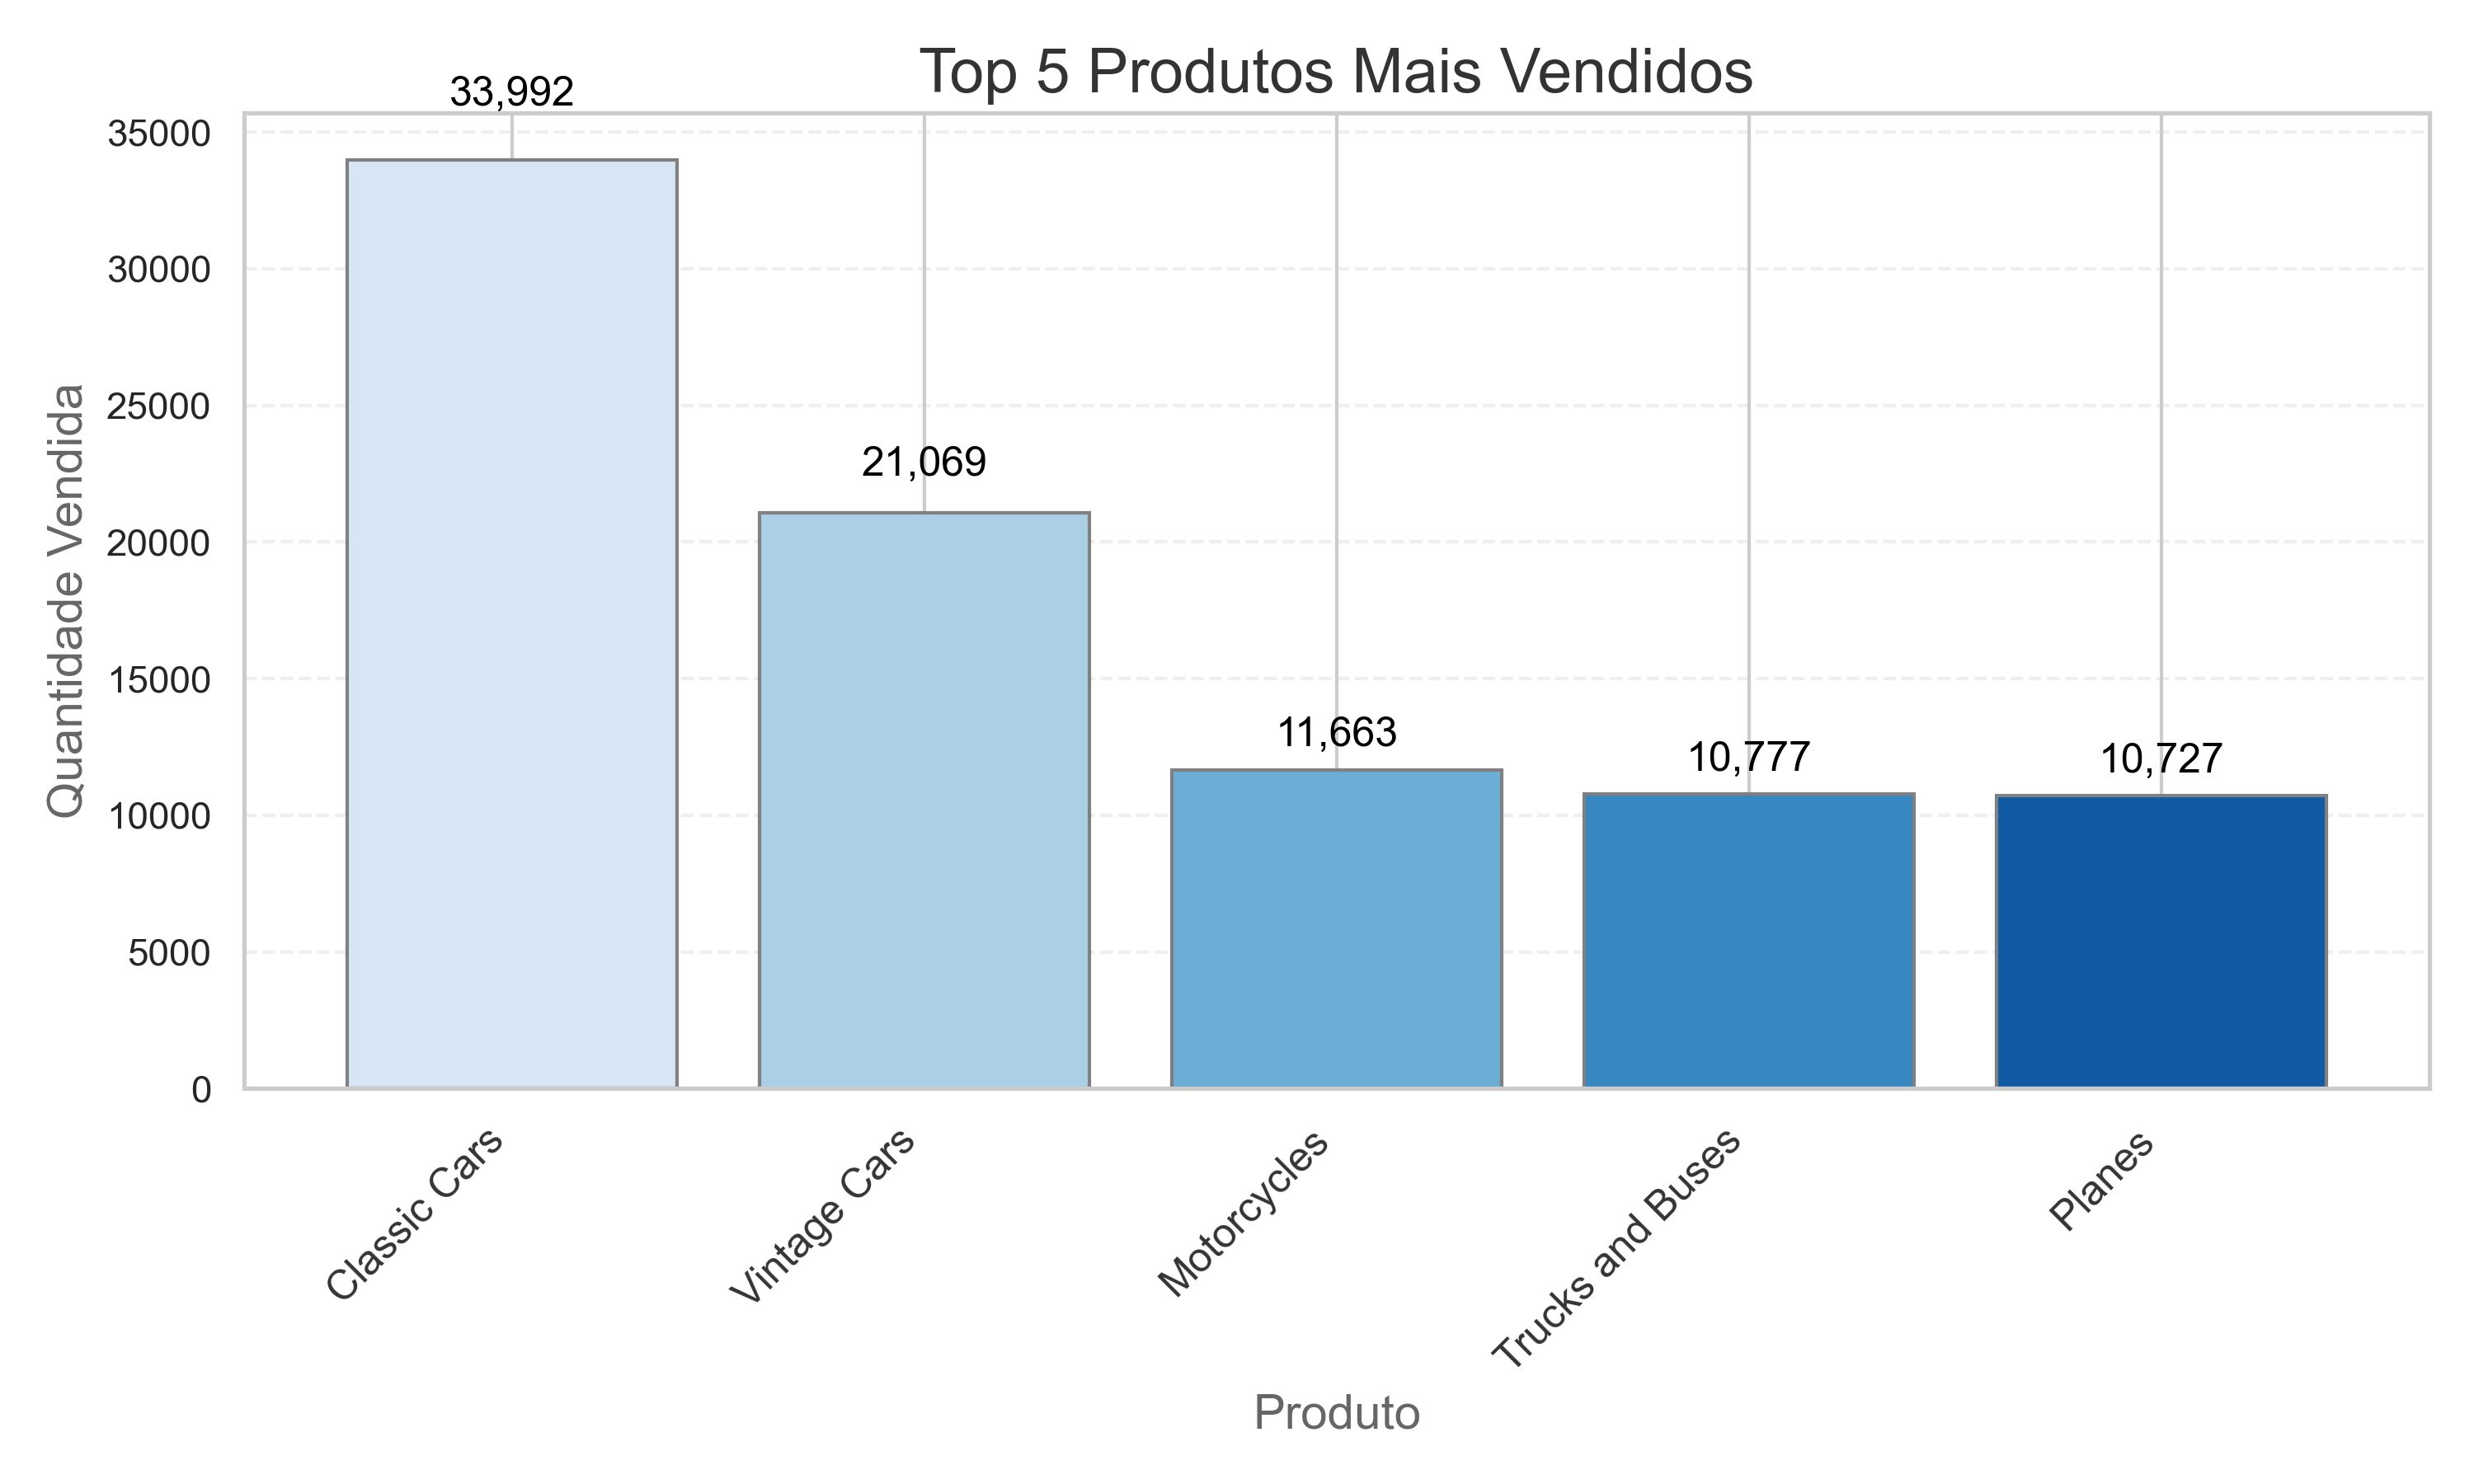 Top 5 Produtos Mais Vendidos
33,992
21,069
11,663
10,777
10,727
Quantidade Vendida
35000
30000
25000
20000
15000
10000
5000
0
Classic Cars
Vintage Cars
Motorcycles
Trucks and Buses
Planes
Produto